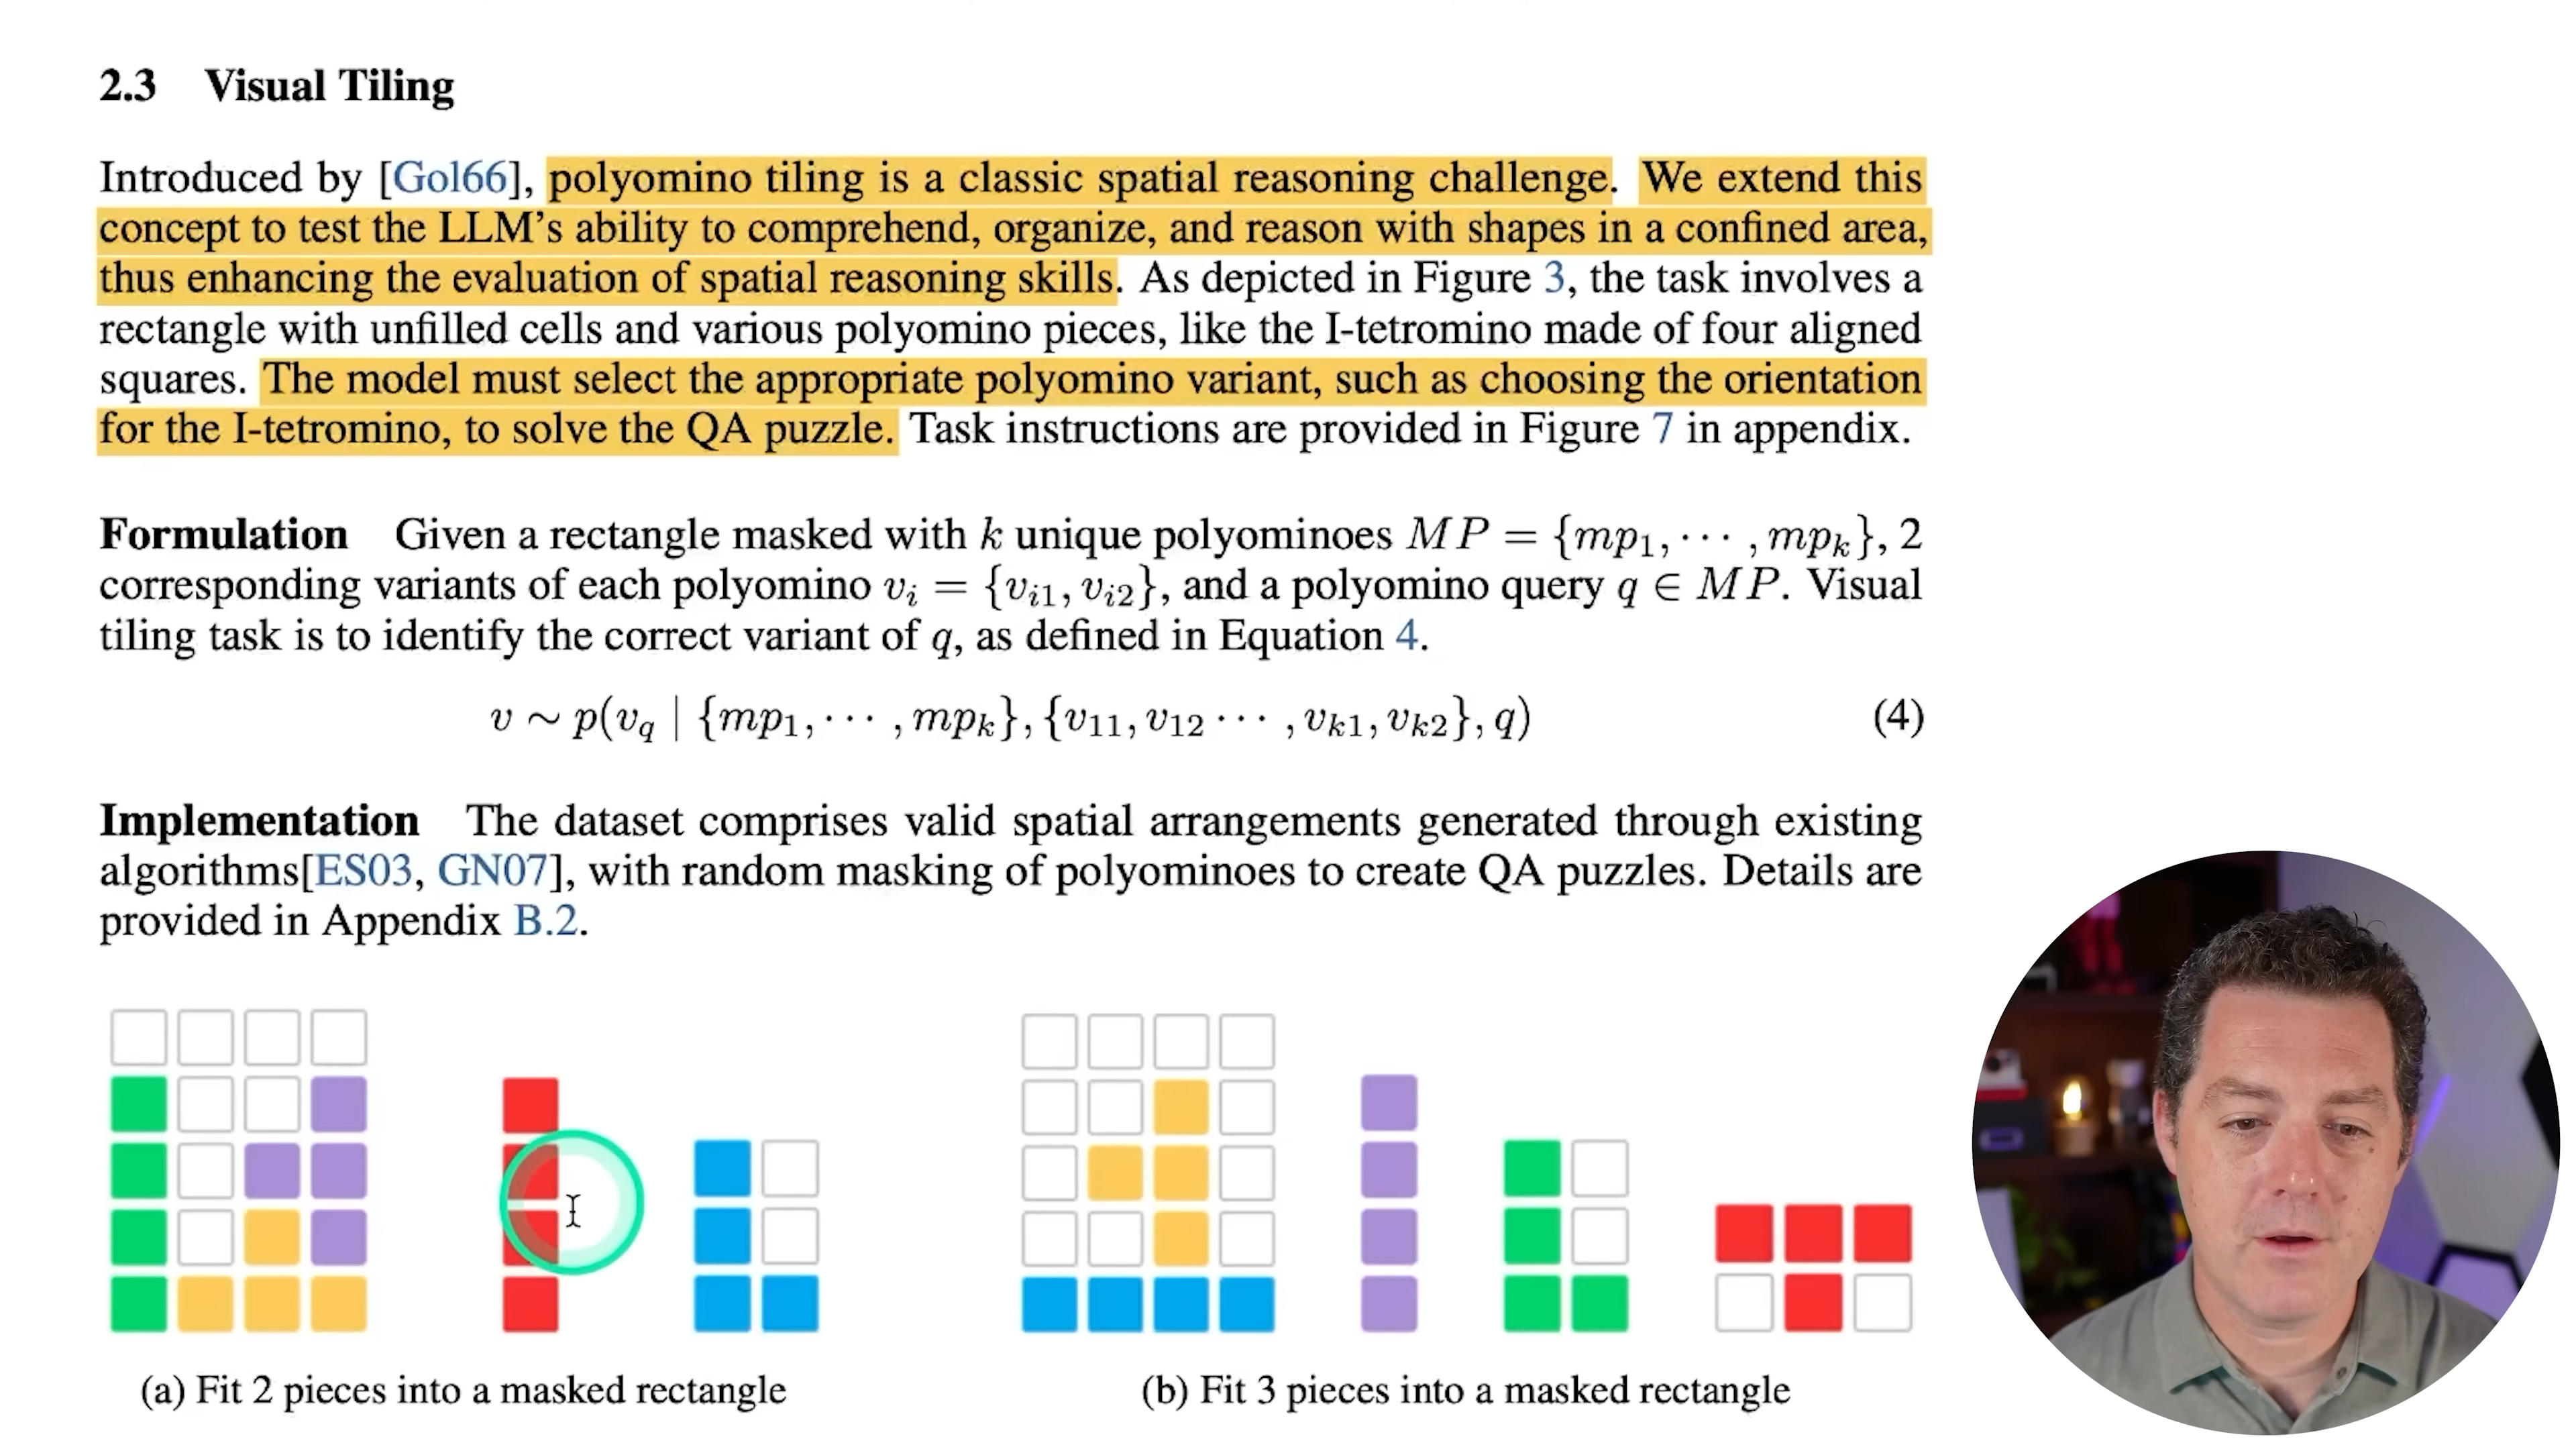 2.3 Visual Tiling
Introduced by [Gol66], polyomino tiling is a classic spatial reasoning challenge. We extend this
concept to test the LLM's ability to comprehend, organize, and reason with shapes in a confined area,
thus enhancing the evaluation of spatial reasoning skills. As depicted in Figure 3, the task involves a
rectangle with unfilled cells and various polyomino pieces, like the I-tetromino made of four aligned
squares. The model must select the appropriate polyomino variant, such as choosing the orientation
for the I-tetromino, to solve the QA puzzle. Task instructions are provided in Figure 7 in appendix.
Formulation Given a rectangle masked with k unique polyominoes MP = {mp₁, ⋯ , mpₖ}, 2
corresponding variants of each polyomino vᵢ = {vᵢ₁, vᵢ₂}, and a polyomino query q ∈ MP. Visual
tiling task is to identify the correct variant of q, as defined in Equation 4.
v ∼ p(v_q | {mp₁, ⋯ , mpₖ}, {v₁₁, v₁₂ ⋯ , vₖ₁, vₖ₂}, q) (4)
Implementation The dataset comprises valid spatial arrangements generated through existing
algorithms[ES03, GN07], with random masking of polyominoes to create QA puzzles. Details are
provided in Appendix B.2.
(a) Fit 2 pieces into a masked rectangle
(b) Fit 3 pieces into a masked rectangle